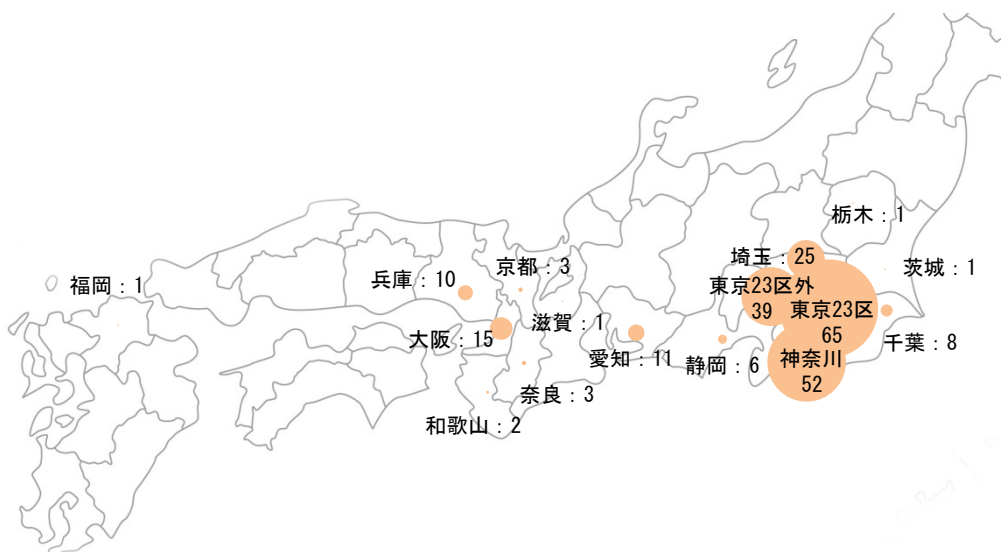 栃木：1
埼玉：25
茨城：1
東京23区外
39
東京23区
65
千葉：8
神奈川
52
福岡：1
兵庫：10
京都：3
大阪：15
滋賀：1
愛知：11
静岡：6
奈良：3
和歌山：2